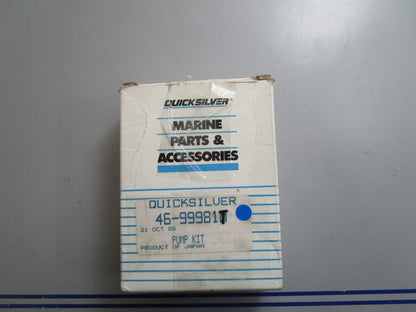 QUICKSILVER
MARINE
PARTS &
ACCESSORIES
QUICKSILVER
46-99981T
21 OCT 88
PUMP KIT
PRODUCT OF JAPAN